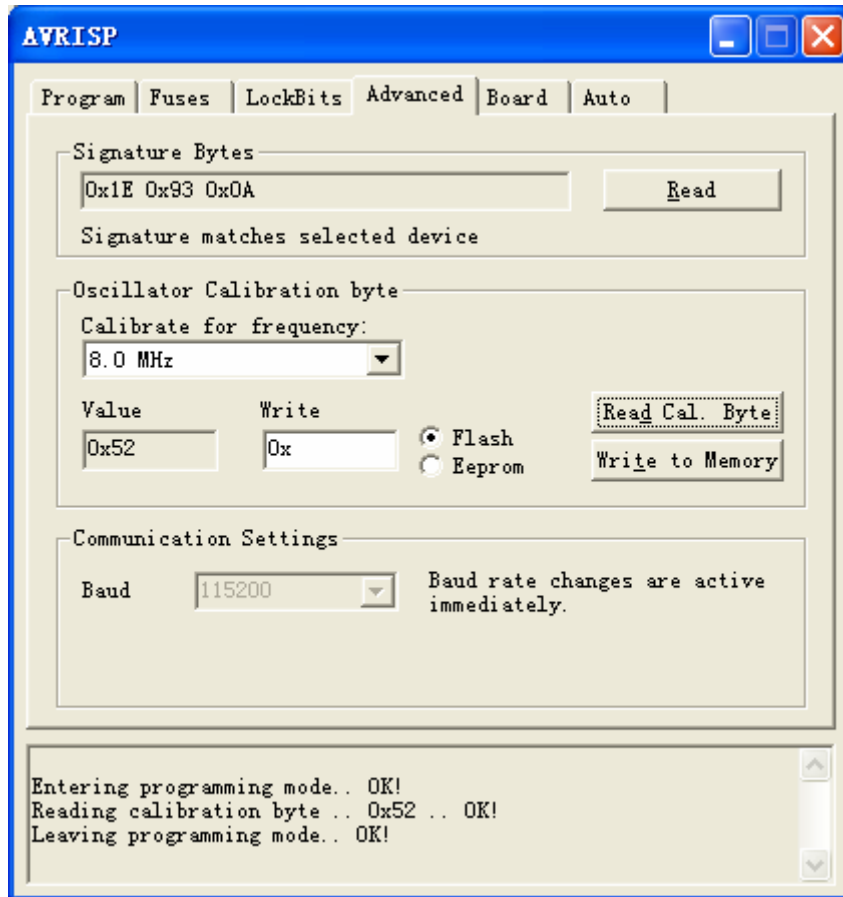 AVRISP
Program Fuses LockBits Advanced Board Auto
Signature Bytes
0x1E 0x93 0x0A
Read
Signature matches selected device
Oscillator Calibration byte
Calibrate for frequency:
8.0 MHz
Value Write
0x52 0x
Flash
Eeprom
Read Cal. Byte
Write to Memory
Communication Settings
Baud 115200
Baud rate changes are active
immediately.
Entering programming mode.. OK!
Reading calibration byte .. 0x52 .. OK!
Leaving programming mode.. OK!